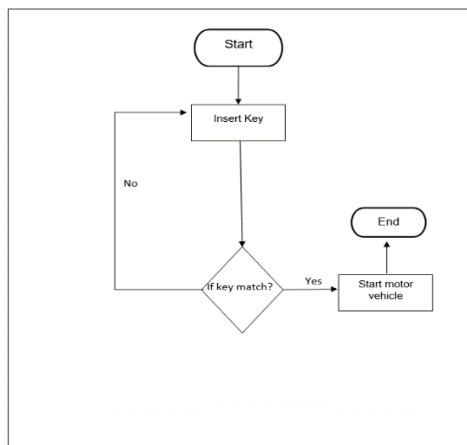 Start
Insert Key
No
End
If key match?
Yes
Start motor
vehicle